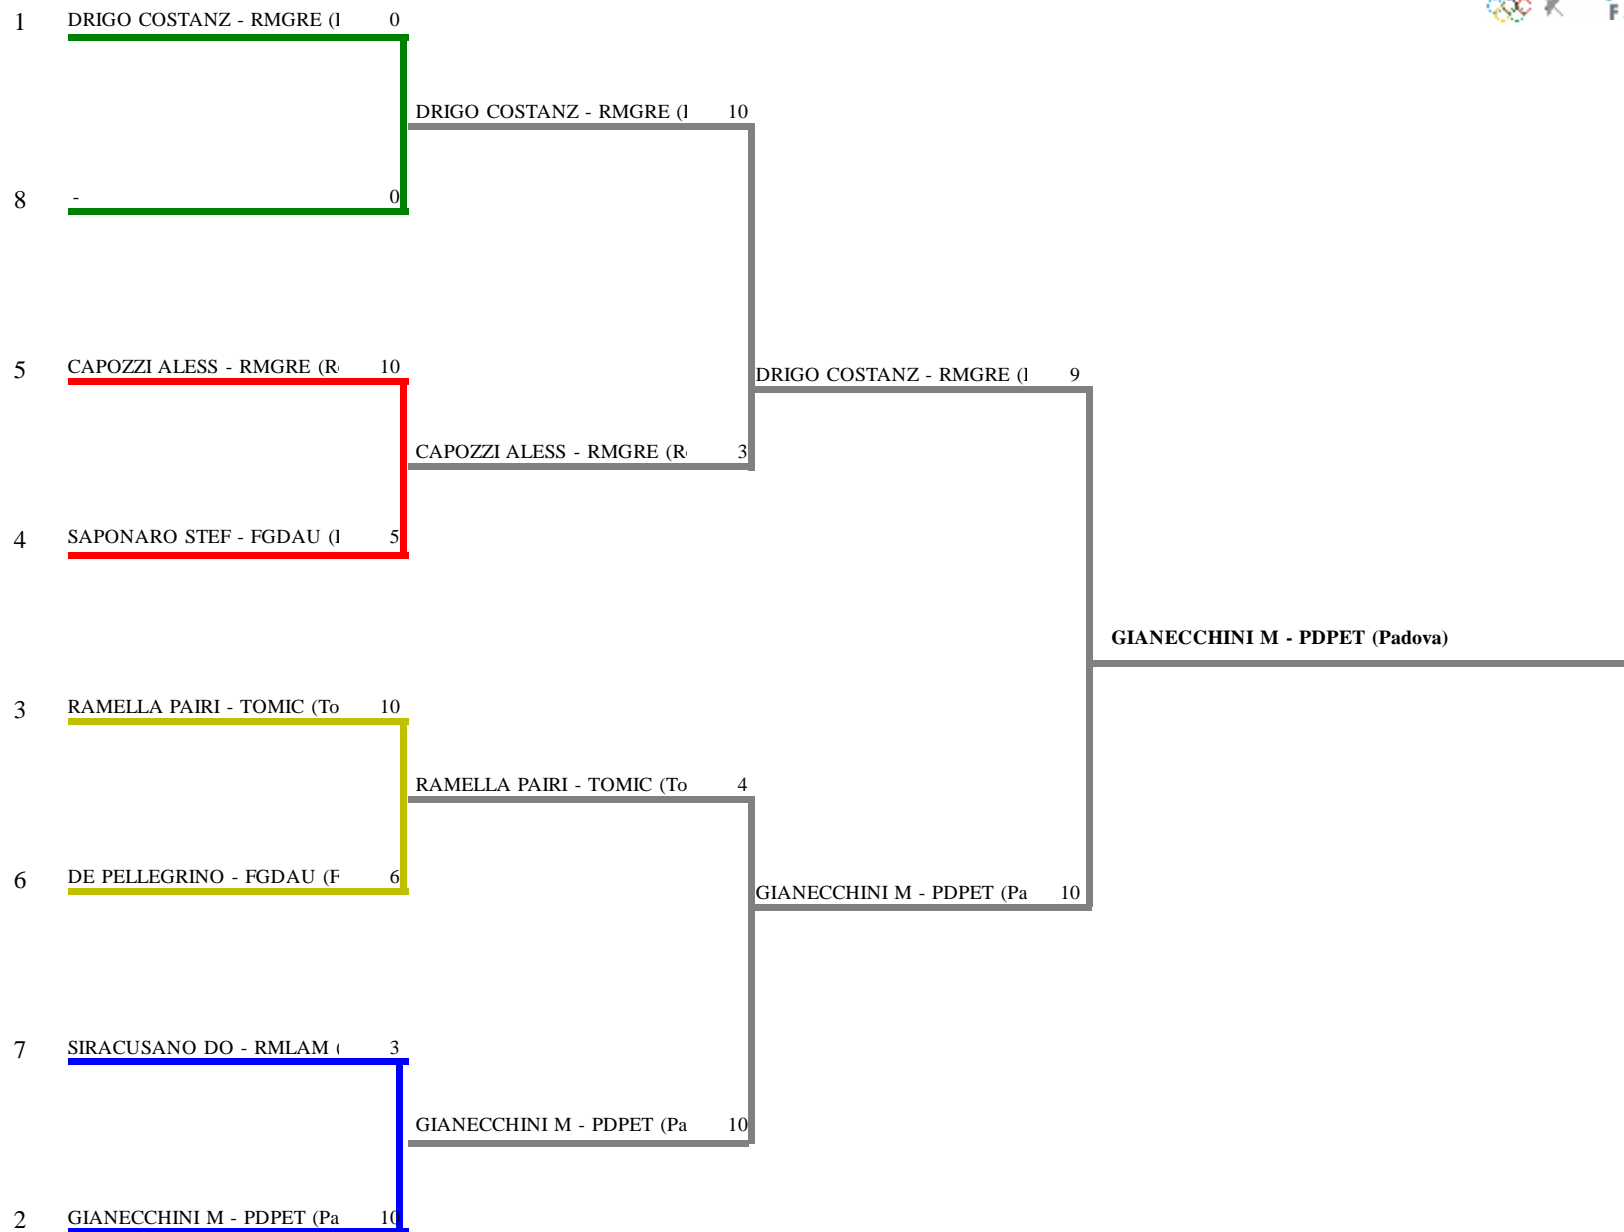 1 DRIGO COSTANZ - RMGRE ( 0
DRIGO COSTANZ - RMGRE ( 10
8 - 0
5 CAPOZZI ALESS - RMGRE (R 10
DRIGO COSTANZ - RMGRE ( 9
CAPOZZI ALESS - RMGRE (R 3
4 SAPONARO STEF - FGDAU ( 5
GIANECCHINI M - PDPET (Padova)
3 RAMELLA PAIRI - TOMIC (To 10
RAMELLA PAIRI - TOMIC (To 4
6 DE PELLEGRINO - FGDAU (F 6
GIANECCHINI M - PDPET (Pa 10
7 SIRACUSANO DO - RMLAM ( 3
GIANECCHINI M - PDPET (Pa 10
2 GIANECCHINI M - PDPET (Pa 10